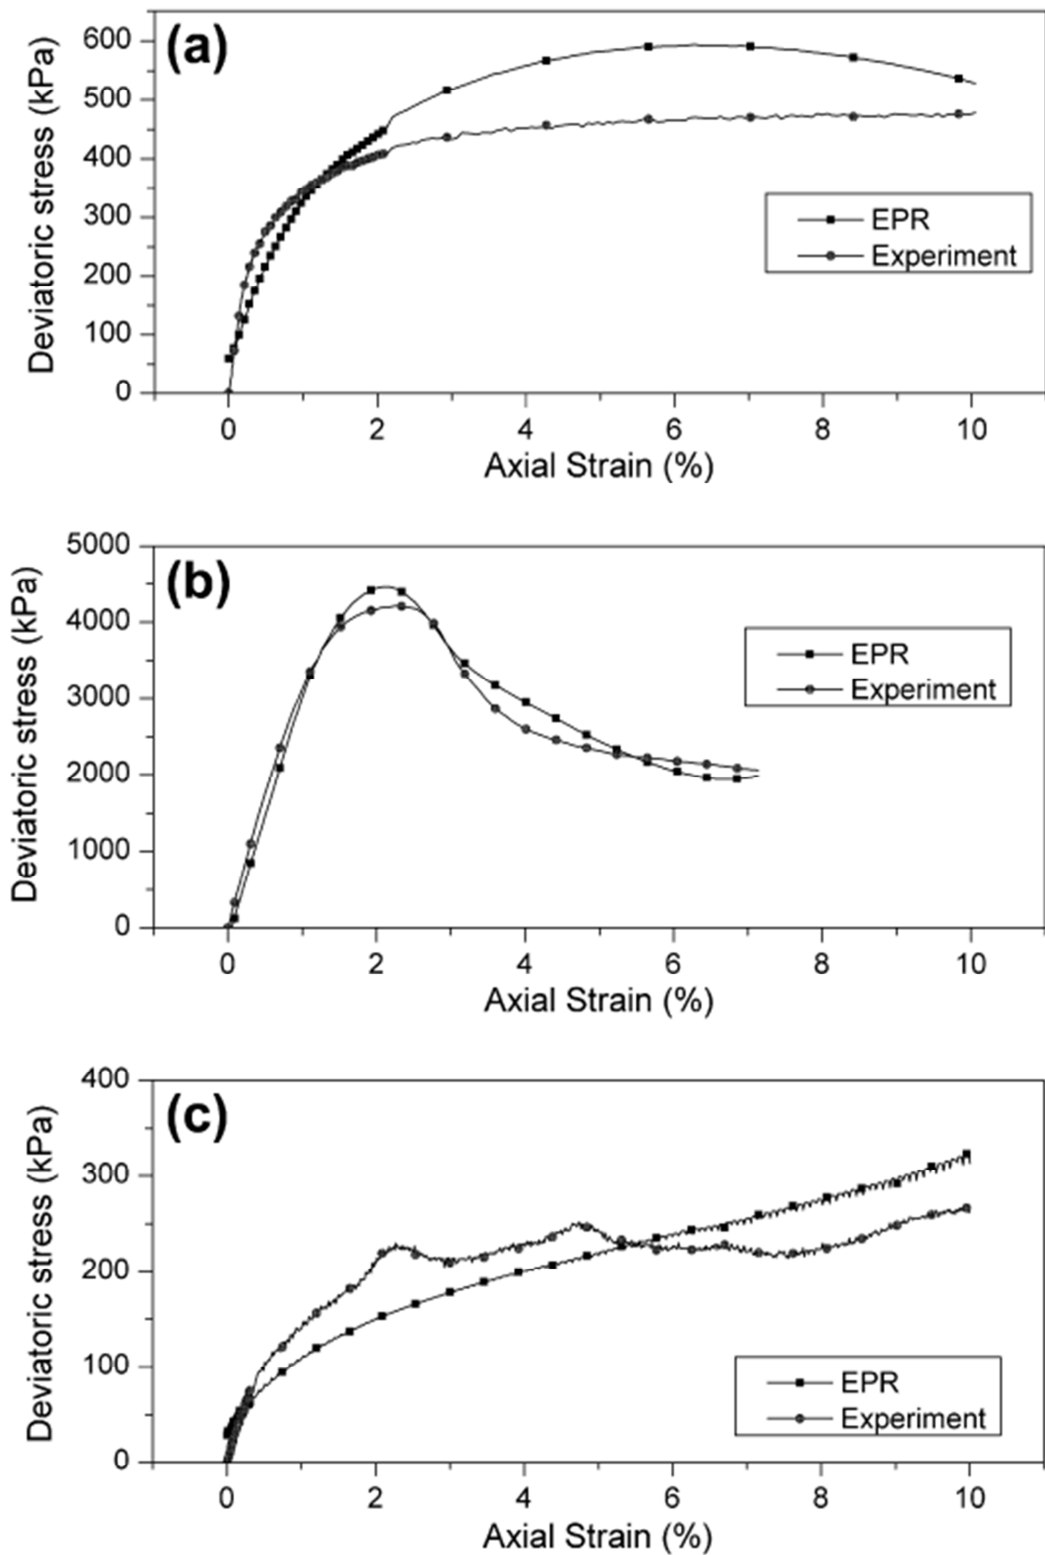 (a)
Deviatoric stress (kPa)
600
500
400
300
200
100
0
EPR
Experiment
0 2 4 6 8 10
Axial Strain (%)
(b)
Deviatoric stress (kPa)
5000
4000
3000
2000
1000
0
EPR
Experiment
0 2 4 6 8 10
Axial Strain (%)
(c)
Deviatoric stress (kPa)
400
300
200
100
0
EPR
Experiment
0 2 4 6 8 10
Axial Strain (%)